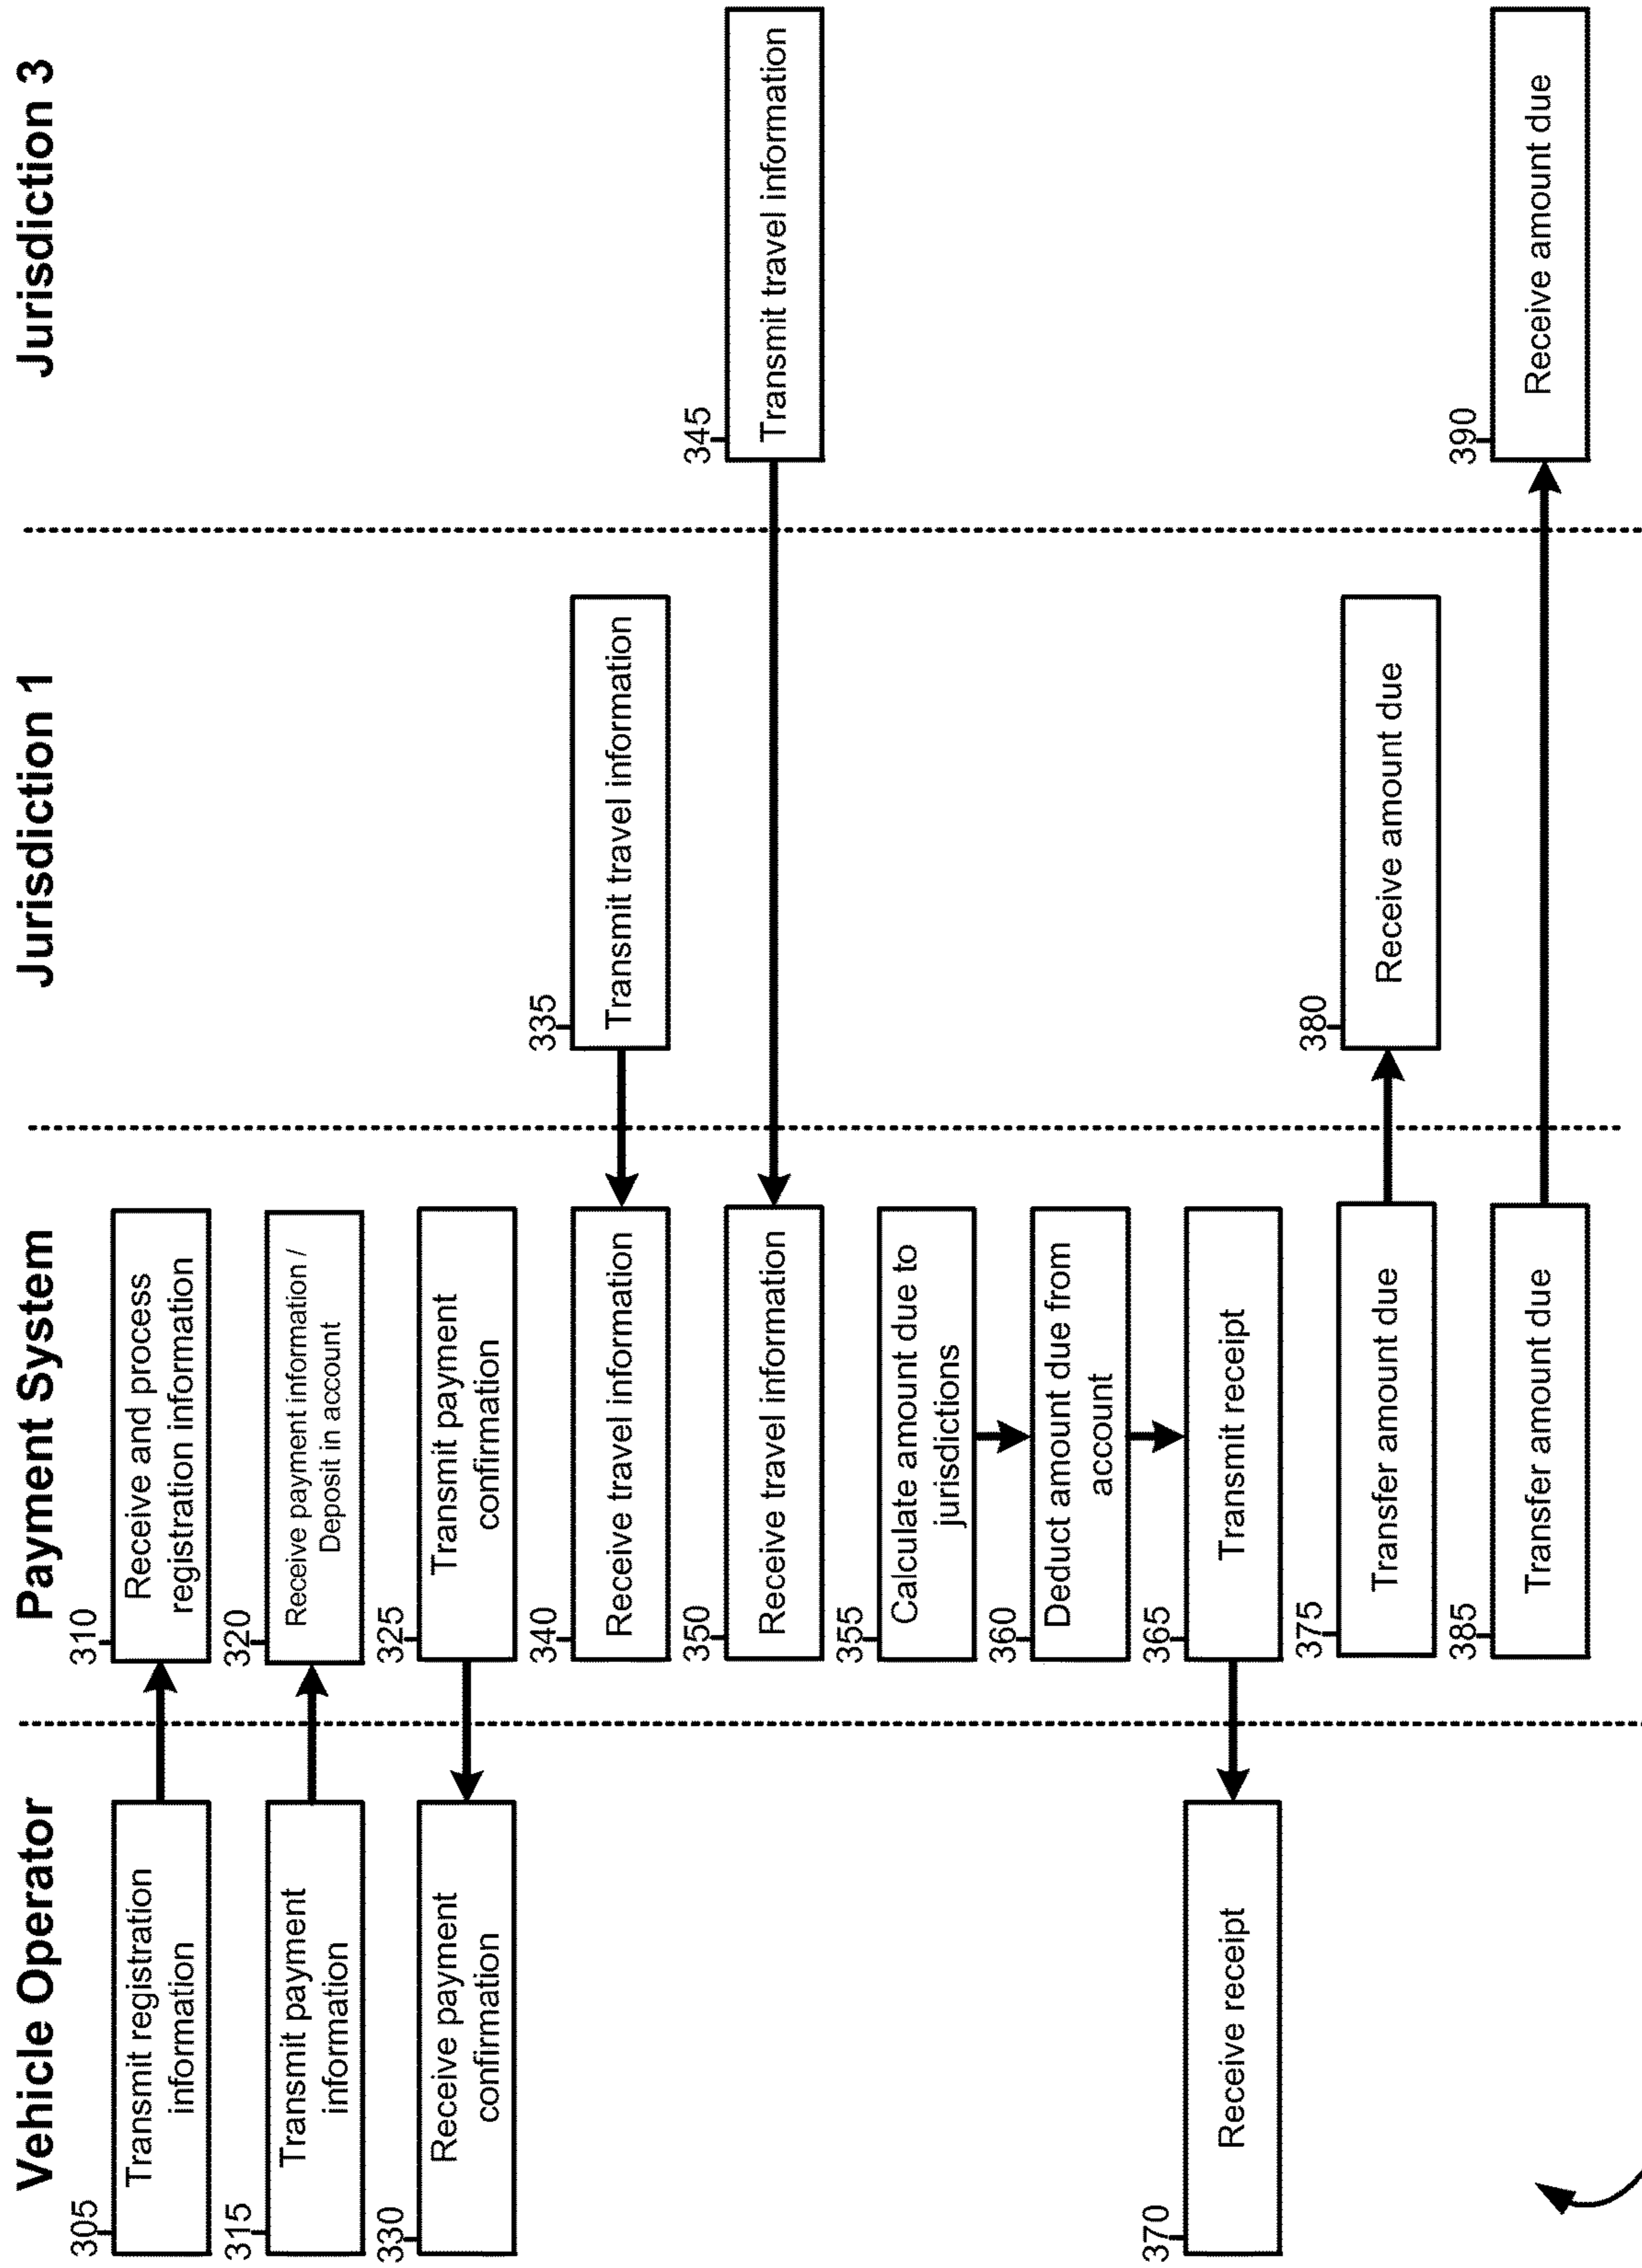 Vehicle Operator
Payment System
Jurisdiction 1
Jurisdiction 3
305
Transmit registration
information
310
Receive and process
registration information
315
Transmit payment
information
320
Receive payment information /
Deposit in account
325
Transmit payment
confirmation
330
Receive payment
confirmation
335
Transmit travel information
340
Receive travel information
345
Transmit travel information
350
Receive travel information
355
Calculate amount due to
jurisdictions
360
Deduct amount due from
account
365
Transmit receipt
370
Receive receipt
375
Transfer amount due
380
Receive amount due
385
Transfer amount due
390
Receive amount due